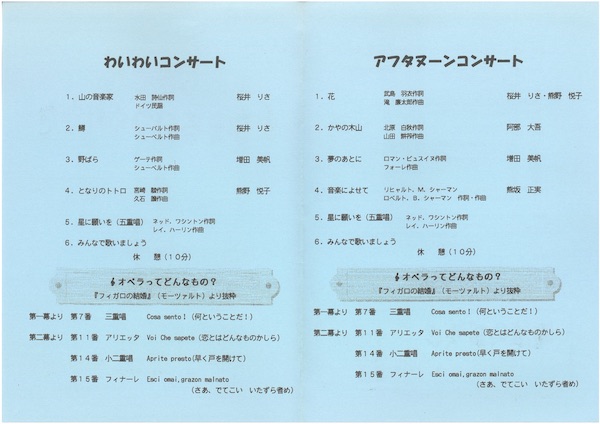 わいわいコンサート
1．山の音楽家 水田 詩仙作詞 桜井 りさ
ドイツ民謡
2．鱒 シューバルト作詞 桜井 りさ
シューベルト作曲
3．野ばら ゲーテ作詞 増田 美帆
シューベルト作曲
4．となりのトトロ 宮崎 駿作詞 熊野 悦子
久石 譲作曲
5．星に願いを（五重唱） ネッド，ワシントン作詞
レイ，ハーリン作曲
6．みんなで歌いましょう
休 憩（10分）
オペラってどんなもの？
『フィガロの結婚』（モーツァルト）より抜粋
第一幕より 第7番 三重唱 Cosa sento！（何ということだ！）
第二幕より 第11番 アリエッタ Voi Che sapete（恋とはどんなものかしら）
第14番 小二重唱 Aprite presto(早く戸を開けて）
第15番 フィナーレ Esci omai,grazon malnato
（さあ、でてこい いたずら者め）
アフタヌーンコンサート
1．花 武島 羽衣作詞 桜井 りさ・熊野 悦子
滝 廉太郎作曲
2．かやの木山 北原 白秋作詞 阿部 大吾
山田 耕筰作曲
3．夢のあとに ロマン・ビュスイヌ作詞 増田 美帆
フォーレ作曲
4．音楽によせて リヒャルト，M．シャーマン 熊坂 正実
ロベルト，B．シャーマン 作詞・作曲
5．星に願いを（五重唱） ネッド，ワシントン作詞
レイ，ハーリン作曲
6．みんなで歌いましょう
休 憩（10分）
オペラってどんなもの？
『フィガロの結婚』（モーツァルト）より抜粋
第一幕より 第7番 三重唱 Cosa sento！（何ということだ！）
第二幕より 第11番 アリエッタ Voi Che sapete（恋とはどんなものかしら）
第14番 小二重唱 Aprite presto(早く戸を開けて）
第15番 フィナーレ Esci omai,grazon malnato
（さあ、でてこい いたずら者め）